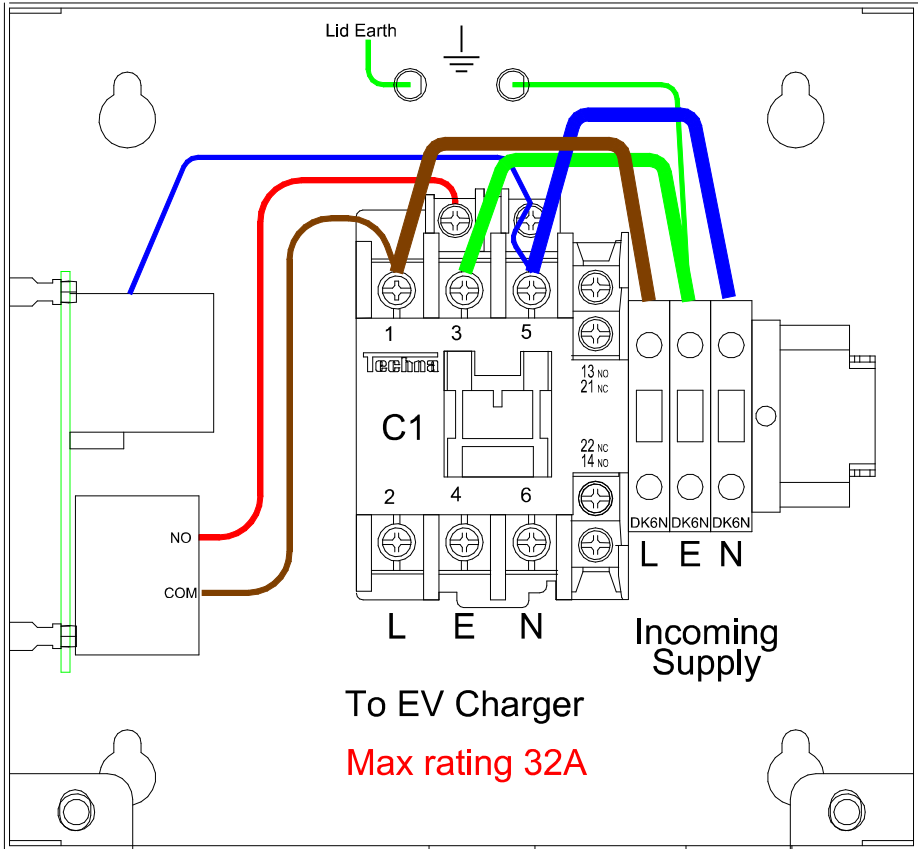 Lid Earth
1 3 5
Techna
13 NO
21 NC
C1
22 NC
14 NO
2 4 6
NO
COM
DK6N DK6N DK6N
L E N
L E N
Incoming
Supply
To EV Charger
Max rating 32A